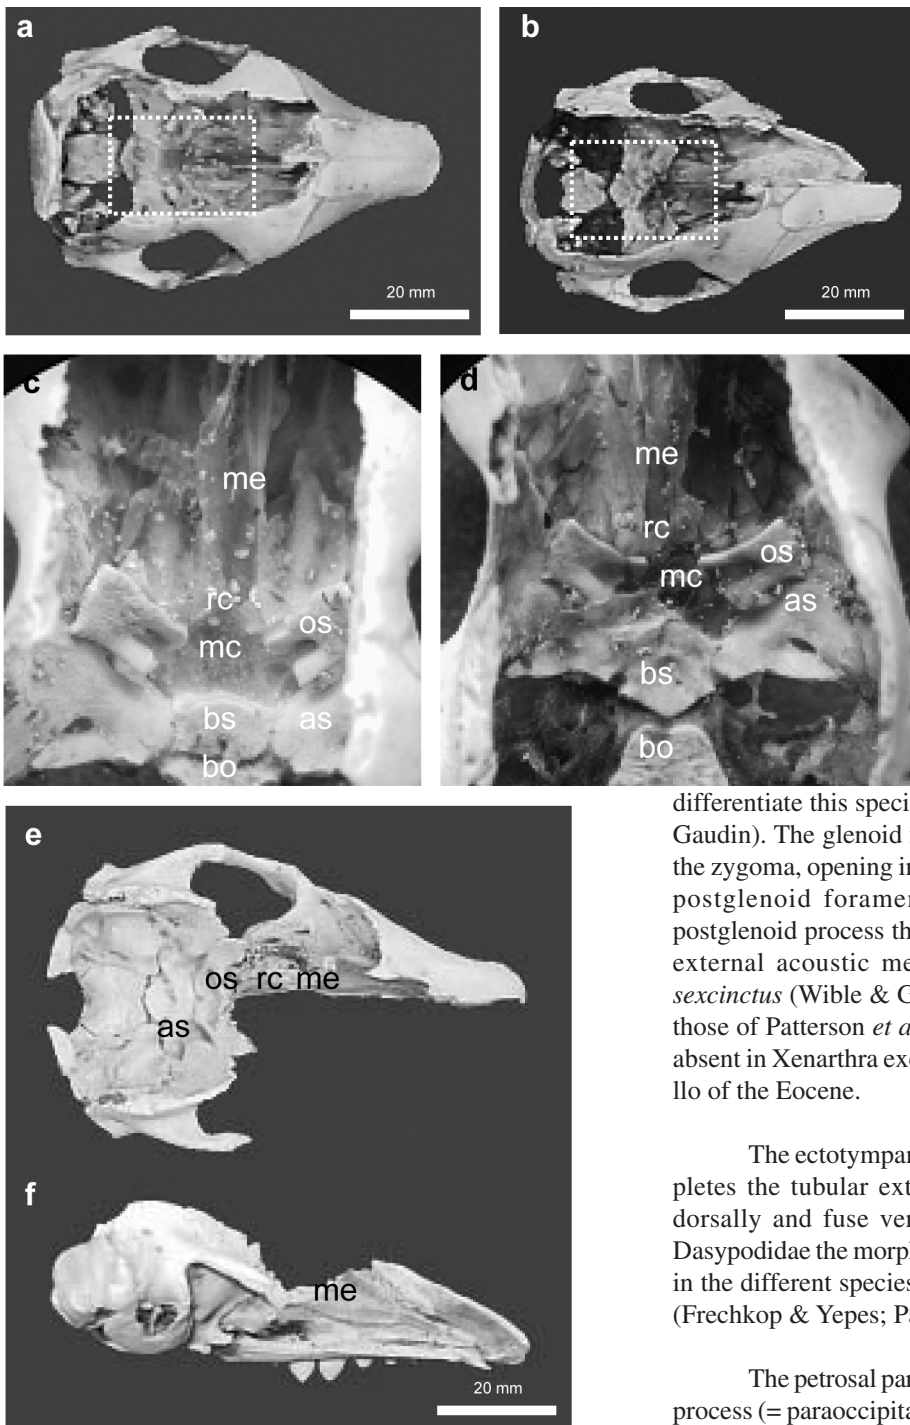 a
20 mm
b
20 mm
c
me
rc
os
mc
bs
as
bo
d
me
rc
os
mc
as
bs
bo
e
os rc me
as
f
me
20 mm
differentiate this speci
Gaudin). The glenoid
the zygoma, opening in
postglenoid foramen
postglenoid process th
external acoustic me
sexcinctus (Wible & G
those of Patterson et a
absent in Xenarthra exc
llo of the Eocene.
The ectotympan
pletes the tubular ext
dorsally and fuse ven
Dasypodidae the morph
in the different species
(Frechkop & Yepes; Pa
The petrosal par
process (= paraoccipita